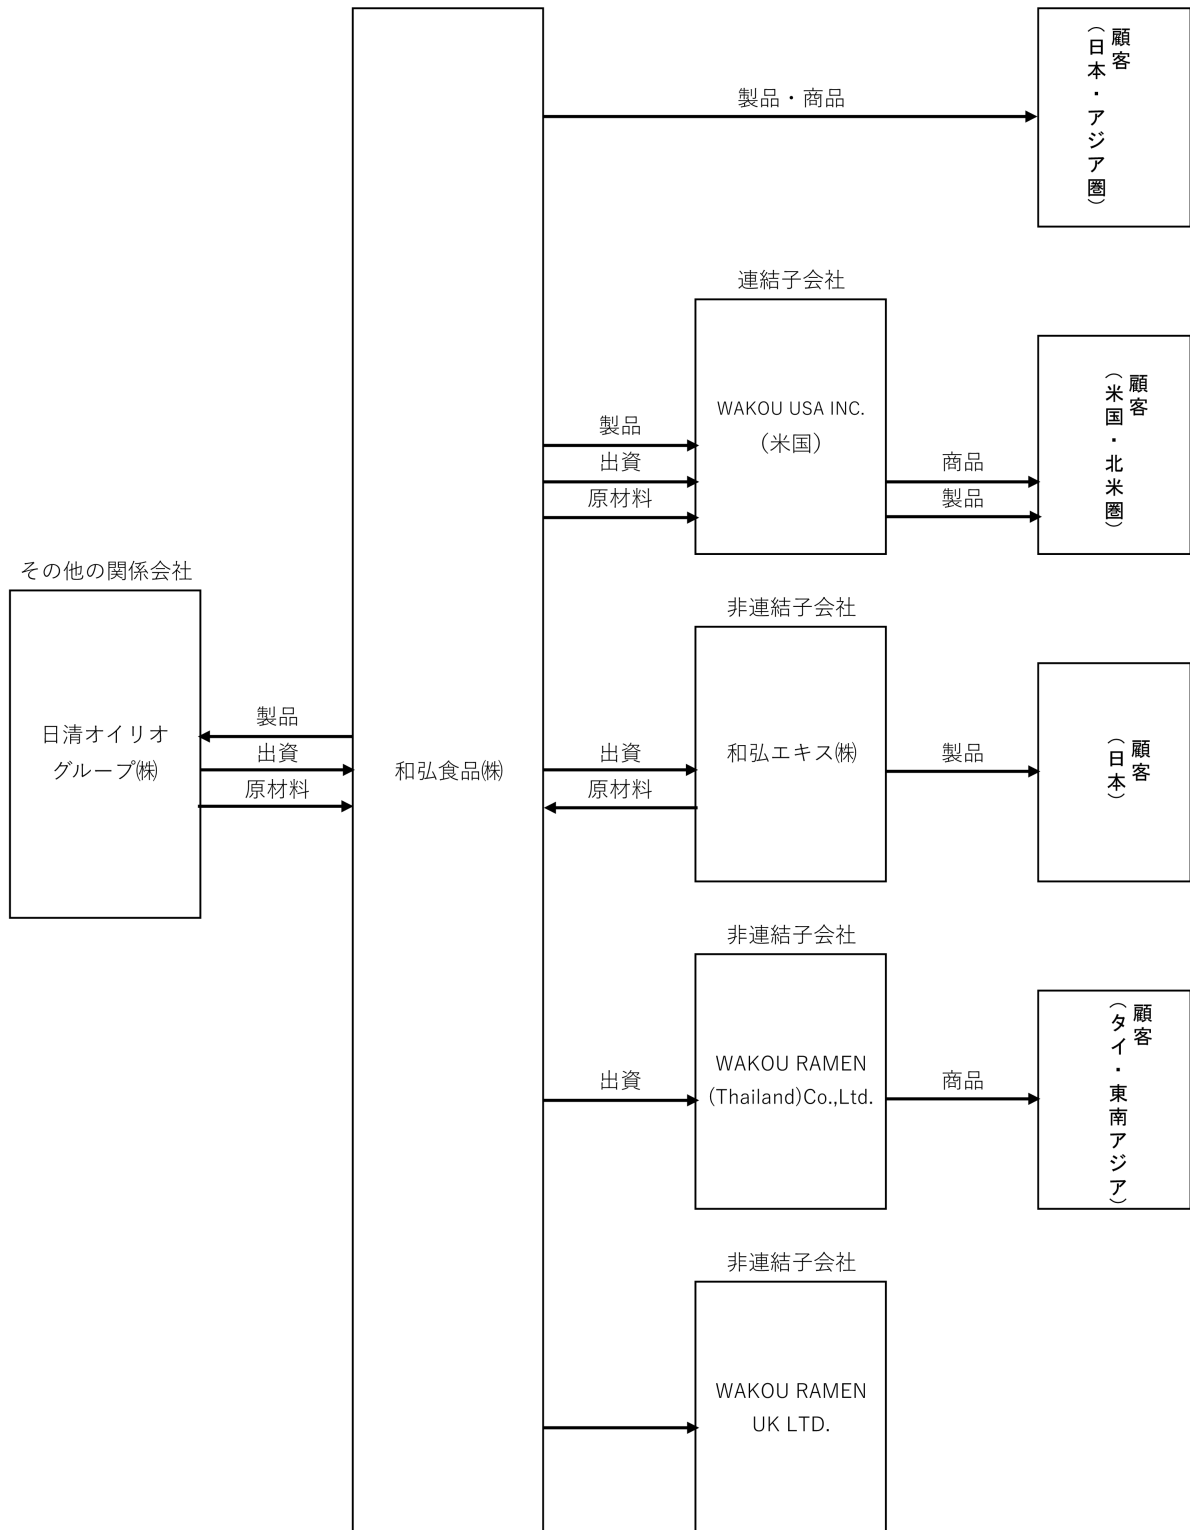 顧客
（日本・アジア圏）
製品・商品
連結子会社
WAKOU USA INC.
（米国）
製品
出資
原材料
商品
製品
顧客
（米国・北米圏）
その他の関係会社
日清オイリオ
グループ㈱
製品
出資
原材料
和弘食品㈱
非連結子会社
和弘エキス㈱
出資
原材料
製品
顧客
（日本）
非連結子会社
WAKOU RAMEN
(Thailand)Co.,Ltd.
出資
商品
顧客
（タイ・東南アジア）
非連結子会社
WAKOU RAMEN
UK LTD.